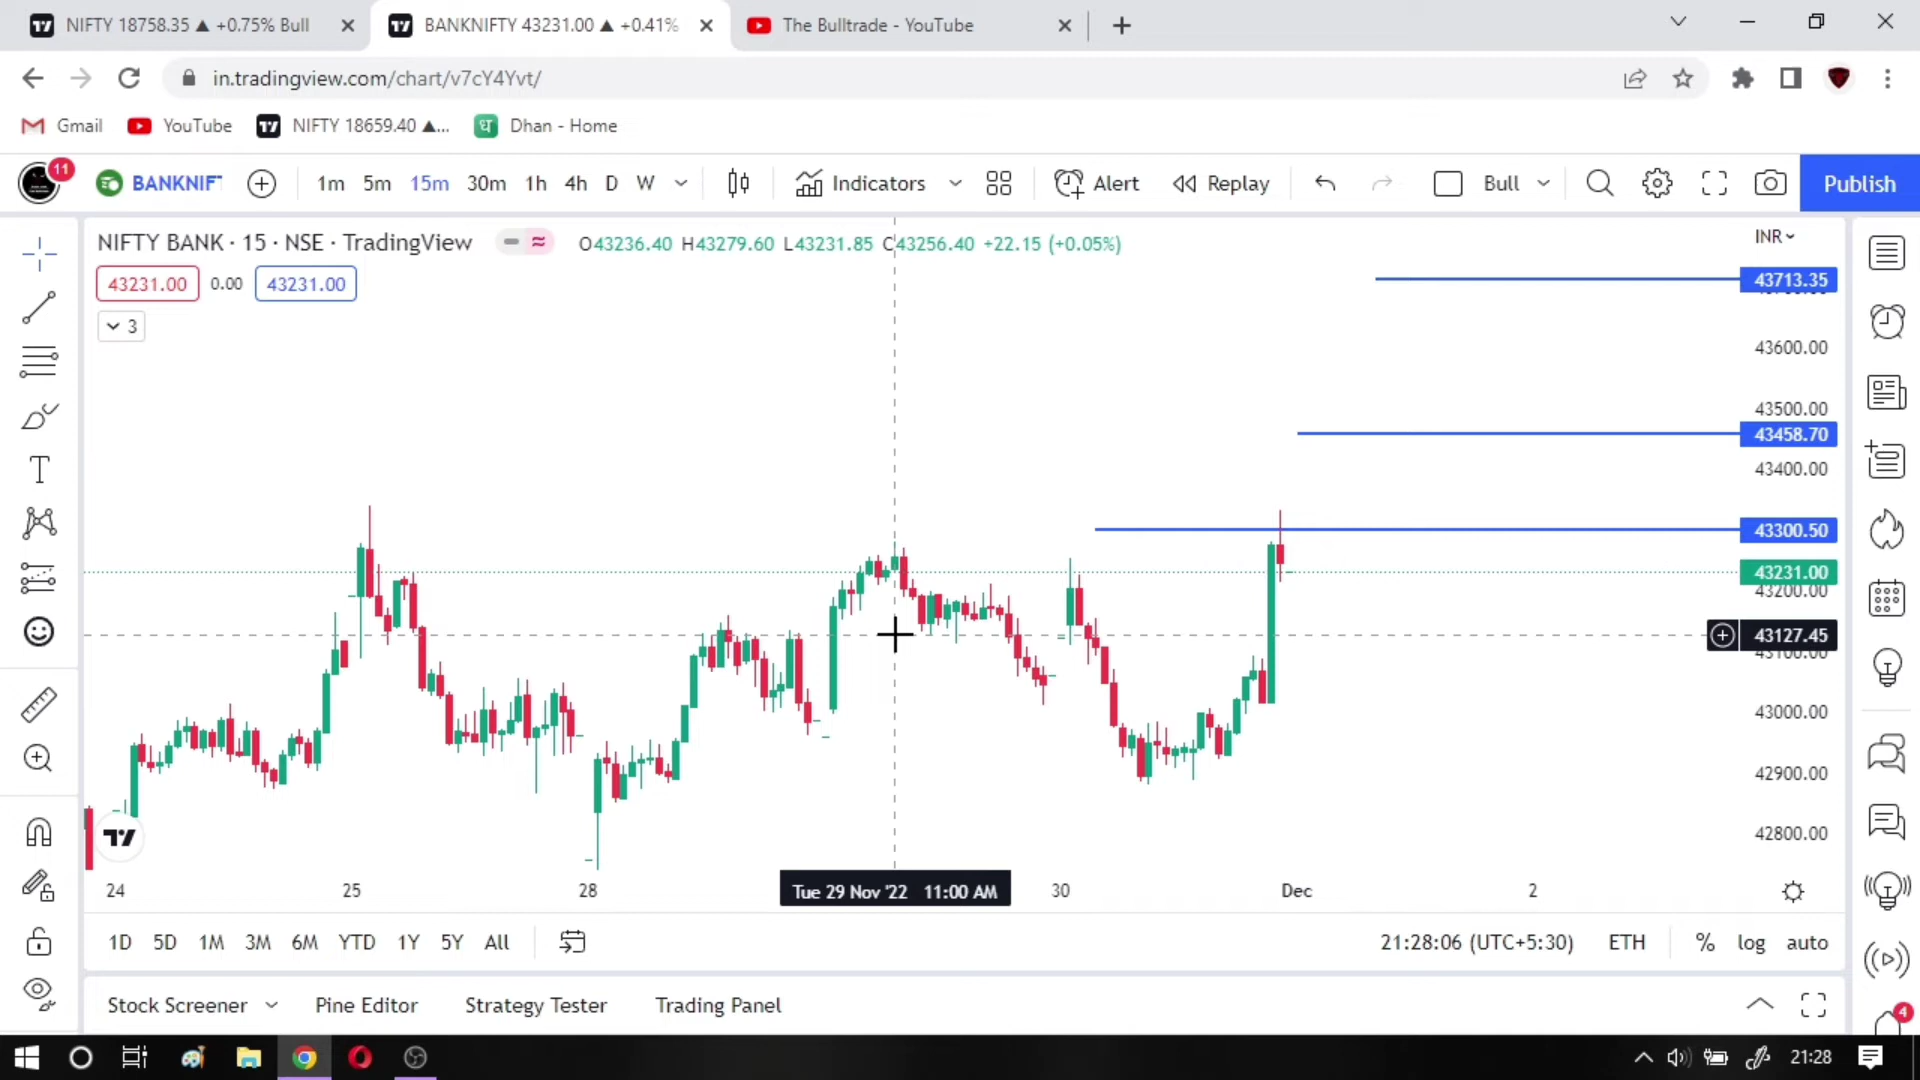 NIFTY 18758.35 ▲ +0.75% Bull
BANKNIFTY 43231.00 ▲ +0.41%
The Bulltrade - YouTube
in.tradingview.com/chart/v7cY4Yvt/
Gmail
YouTube
NIFTY 18659.40 ▲...
Dhan - Home
11
BANKNIF
1m 5m 15m 30m 1h 4h D W
Indicators
Alert
Replay
Bull
Publish
NIFTY BANK · 15 · NSE · TradingView
O43236.40 H43279.60 L43231.85 C43256.40 +22.15 (+0.05%)
INR
43231.00 0.00 43231.00
3
43713.35
43600.00
43500.00
43458.70
43400.00
43300.50
43231.00
43200.00
43127.45
43100.00
43000.00
42900.00
42800.00
24 25 28 Tue 29 Nov '22 11:00 AM 30 Dec 2
1D 5D 1M 3M 6M YTD 1Y 5Y All
21:28:06 (UTC+5:30) ETH % log auto
Stock Screener Pine Editor Strategy Tester Trading Panel
4
21:28